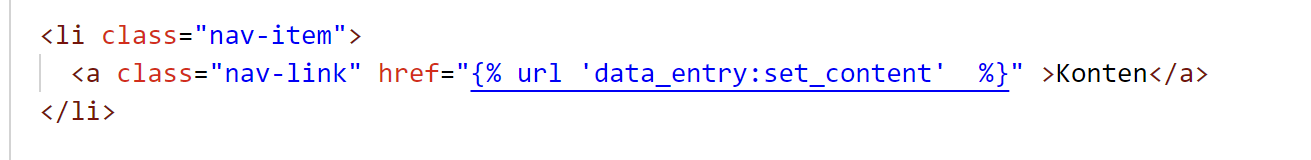 <li class="nav-item">
<a class="nav-link" href="{% url 'data_entry:set_content'  %}" >Konten</a>
</li>